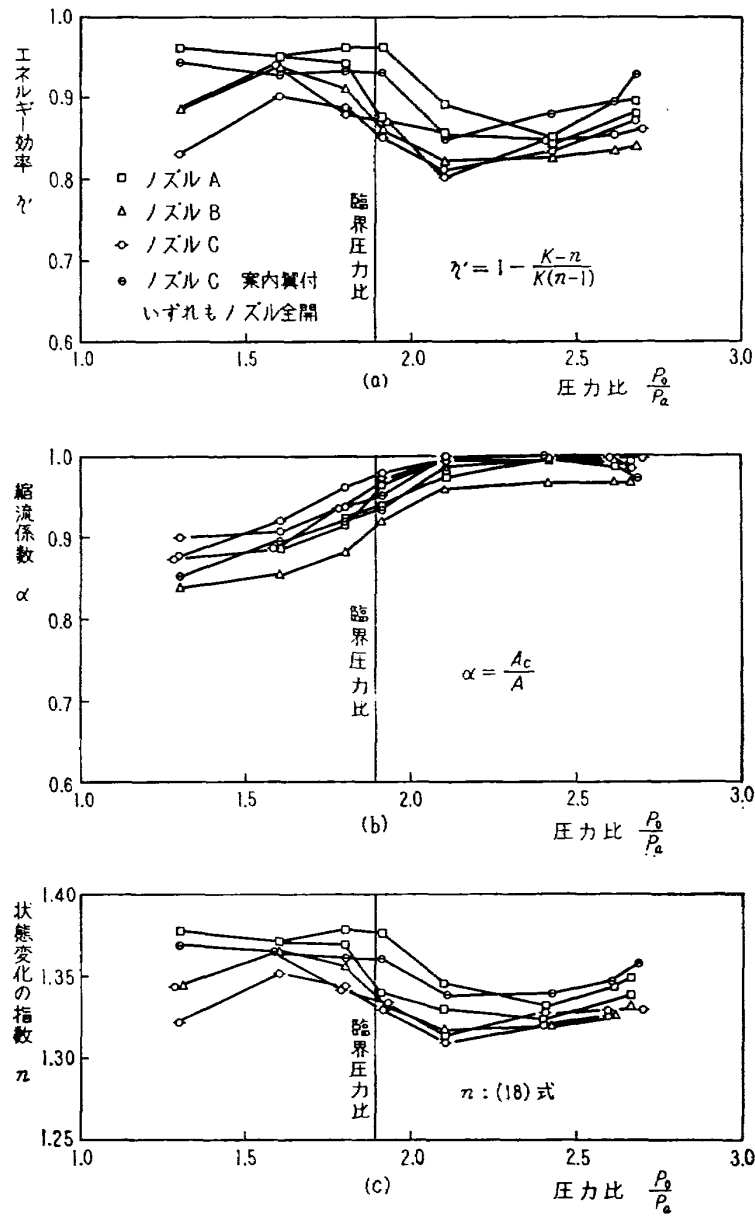 エネルギー効率 η'
1.0
0.9
0.8
0.7
0.6
□ ノズル A
△ ノズル B
○ ノズル C
⊖ ノズル C 案内翼付
いずれもノズル全開
臨界圧力比
η' = 1 − K−n / K(n−1)
1.0 1.5 2.0 2.5 3.0
(a)
圧力比 P₀/Pₐ
縮流係数 α
1.0
0.9
0.8
0.7
0.6
臨界圧力比
α = Ac / A
1.0 1.5 2.0 2.5 3.0
(b)
圧力比 P₀/Pₐ
状態変化の指数 n
1.40
1.35
1.30
1.25
臨界圧力比
n : (18) 式
1.0 1.5 2.0 2.5 3.0
(c)
圧力比 P₀/Pₐ